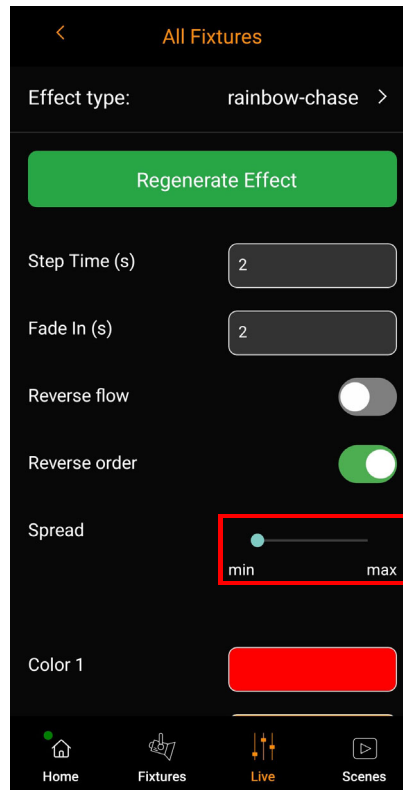 All Fixtures
Effect type: rainbow-chase
Regenerate Effect
Step Time (s) 2
Fade In (s) 2
Reverse flow
Reverse order
Spread
min max
Color 1
Home Fixtures Live Scenes